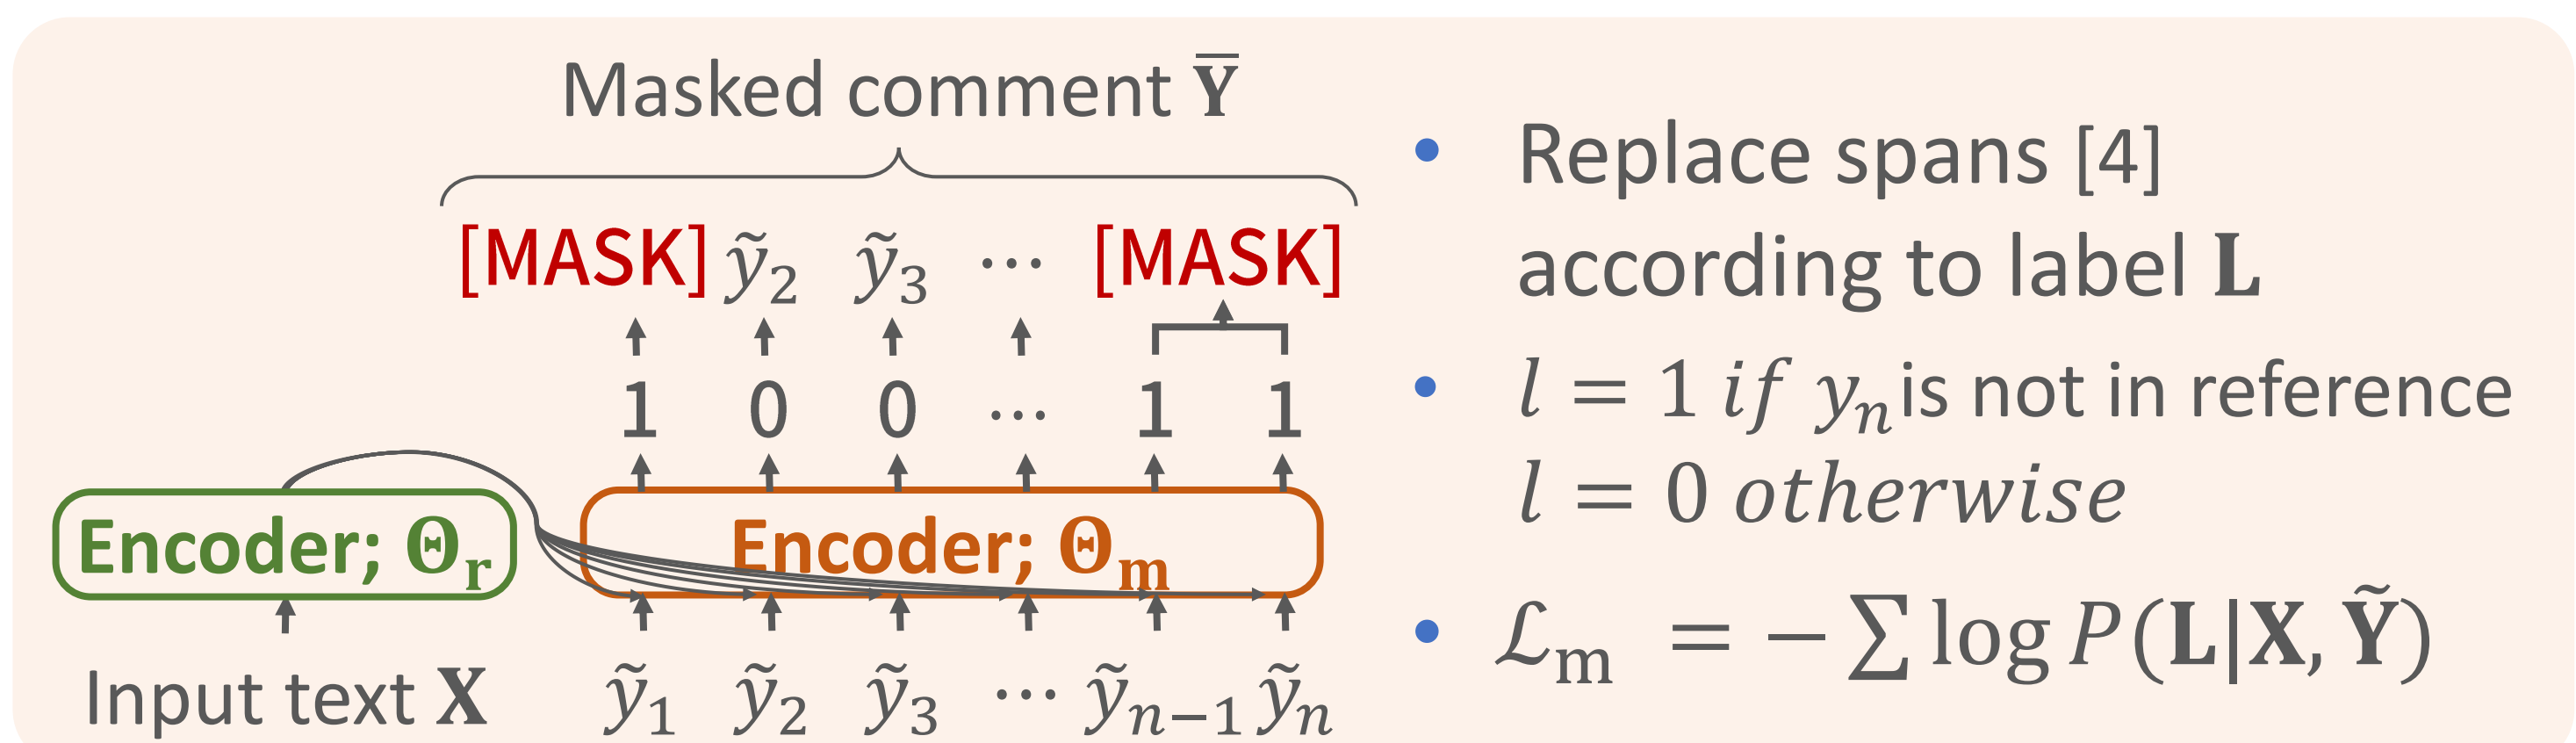 Masked comment Y̅
[MASK] ỹ₂ ỹ₃ ⋯ [MASK]
1 0 0 ⋯ 1 1
Encoder; Θᵣ
Encoder; Θₘ
Input text X
ỹ₁ ỹ₂ ỹ₃ ⋯ ỹₙ₋₁ ỹₙ
• Replace spans [4]
according to label L
• l = 1 if yₙ is not in reference
l = 0 otherwise
• ℒₘ = − ∑ log P(L|X, Ỹ)